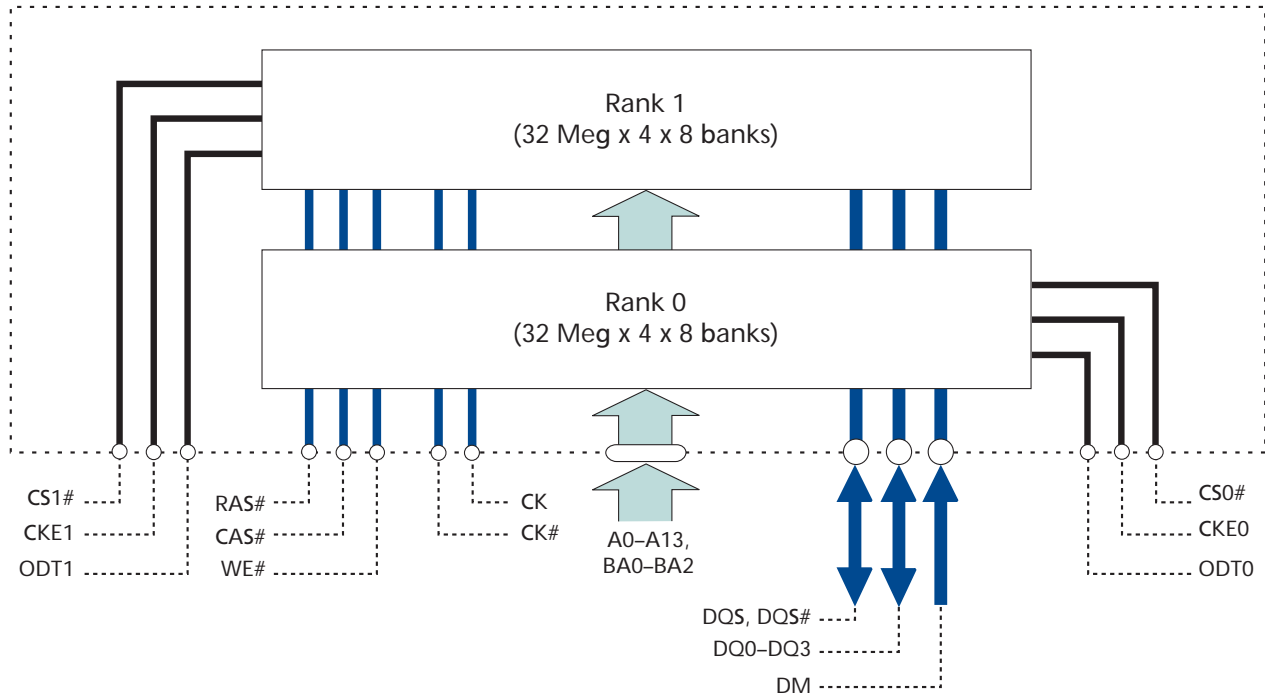 Rank 1
(32 Meg x 4 x 8 banks)
Rank 0
(32 Meg x 4 x 8 banks)
CS1#
CKE1
ODT1
RAS#
CAS#
WE#
CK
CK#
A0–A13,
BA0–BA2
CS0#
CKE0
ODT0
DQS, DQS#
DQ0–DQ3
DM